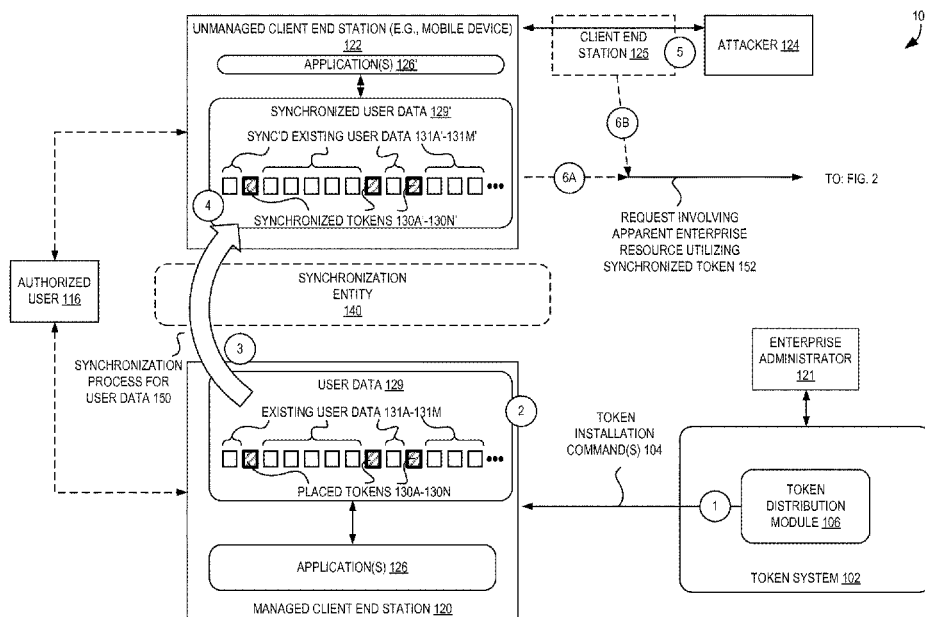 10
UNMANAGED CLIENT END STATION (E.G., MOBILE DEVICE)
122
APPLICATION(S) 126'
SYNCHRONIZED USER DATA 129'
SYNC'D EXISTING USER DATA 131A'-131M'
SYNCHRONIZED TOKENS 130A'-130N'
4
CLIENT END
STATION 125
5
ATTACKER 124
6B
6A
TO: FIG. 2
REQUEST INVOLVING
APPARENT ENTERPRISE
RESOURCE UTILIZING
SYNCHRONIZED TOKEN 152
AUTHORIZED
USER 116
SYNCHRONIZATION
ENTITY
140
SYNCHRONIZATION
PROCESS FOR
USER DATA 150
3
USER DATA 129
2
EXISTING USER DATA 131A-131M
PLACED TOKENS 130A-130N
APPLICATION(S) 126
MANAGED CLIENT END STATION 120
TOKEN
INSTALLATION
COMMAND(S) 104
1
ENTERPRISE
ADMINISTRATOR
121
TOKEN
DISTRIBUTION
MODULE 106
TOKEN SYSTEM 102